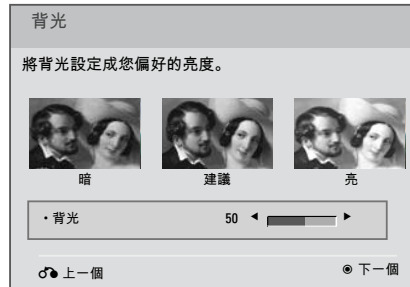 背光
將背光設定成您偏好的亮度。
暗 建議 亮
・背光 50
上一個 下一個